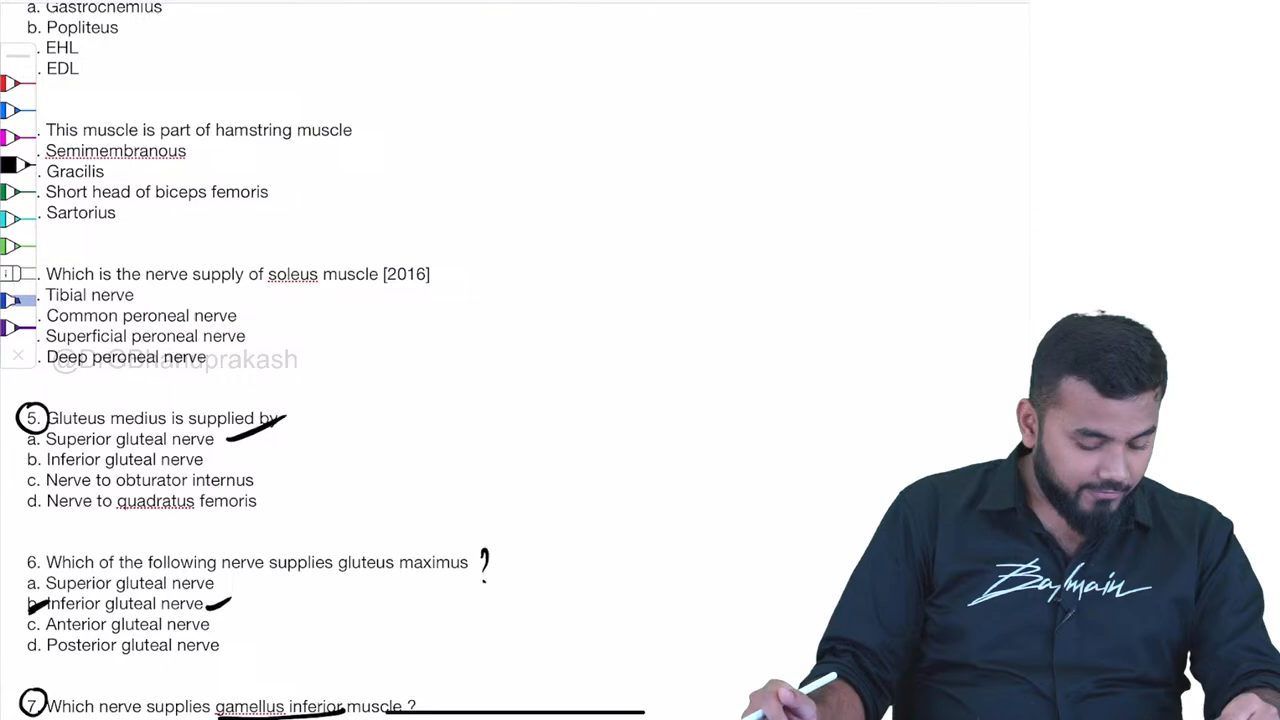 a. Gastrochemius
b. Popliteus
. EHL
. EDL
. This muscle is part of hamstring muscle
. Semimembranous
. Gracilis
. Short head of biceps femoris
. Sartorius
. Which is the nerve supply of soleus muscle [2016]
. Tibial nerve
. Common peroneal nerve
. Superficial peroneal nerve
. Deep peroneal nerve
@DrGBhanuprakash
5. Gluteus medius is supplied by
a. Superior gluteal nerve
b. Inferior gluteal nerve
c. Nerve to obturator internus
d. Nerve to quadratus femoris
6. Which of the following nerve supplies gluteus maximus ?
a. Superior gluteal nerve
b. Inferior gluteal nerve
c. Anterior gluteal nerve
d. Posterior gluteal nerve
7. Which nerve supplies gamellus inferior muscle ?
Balmain